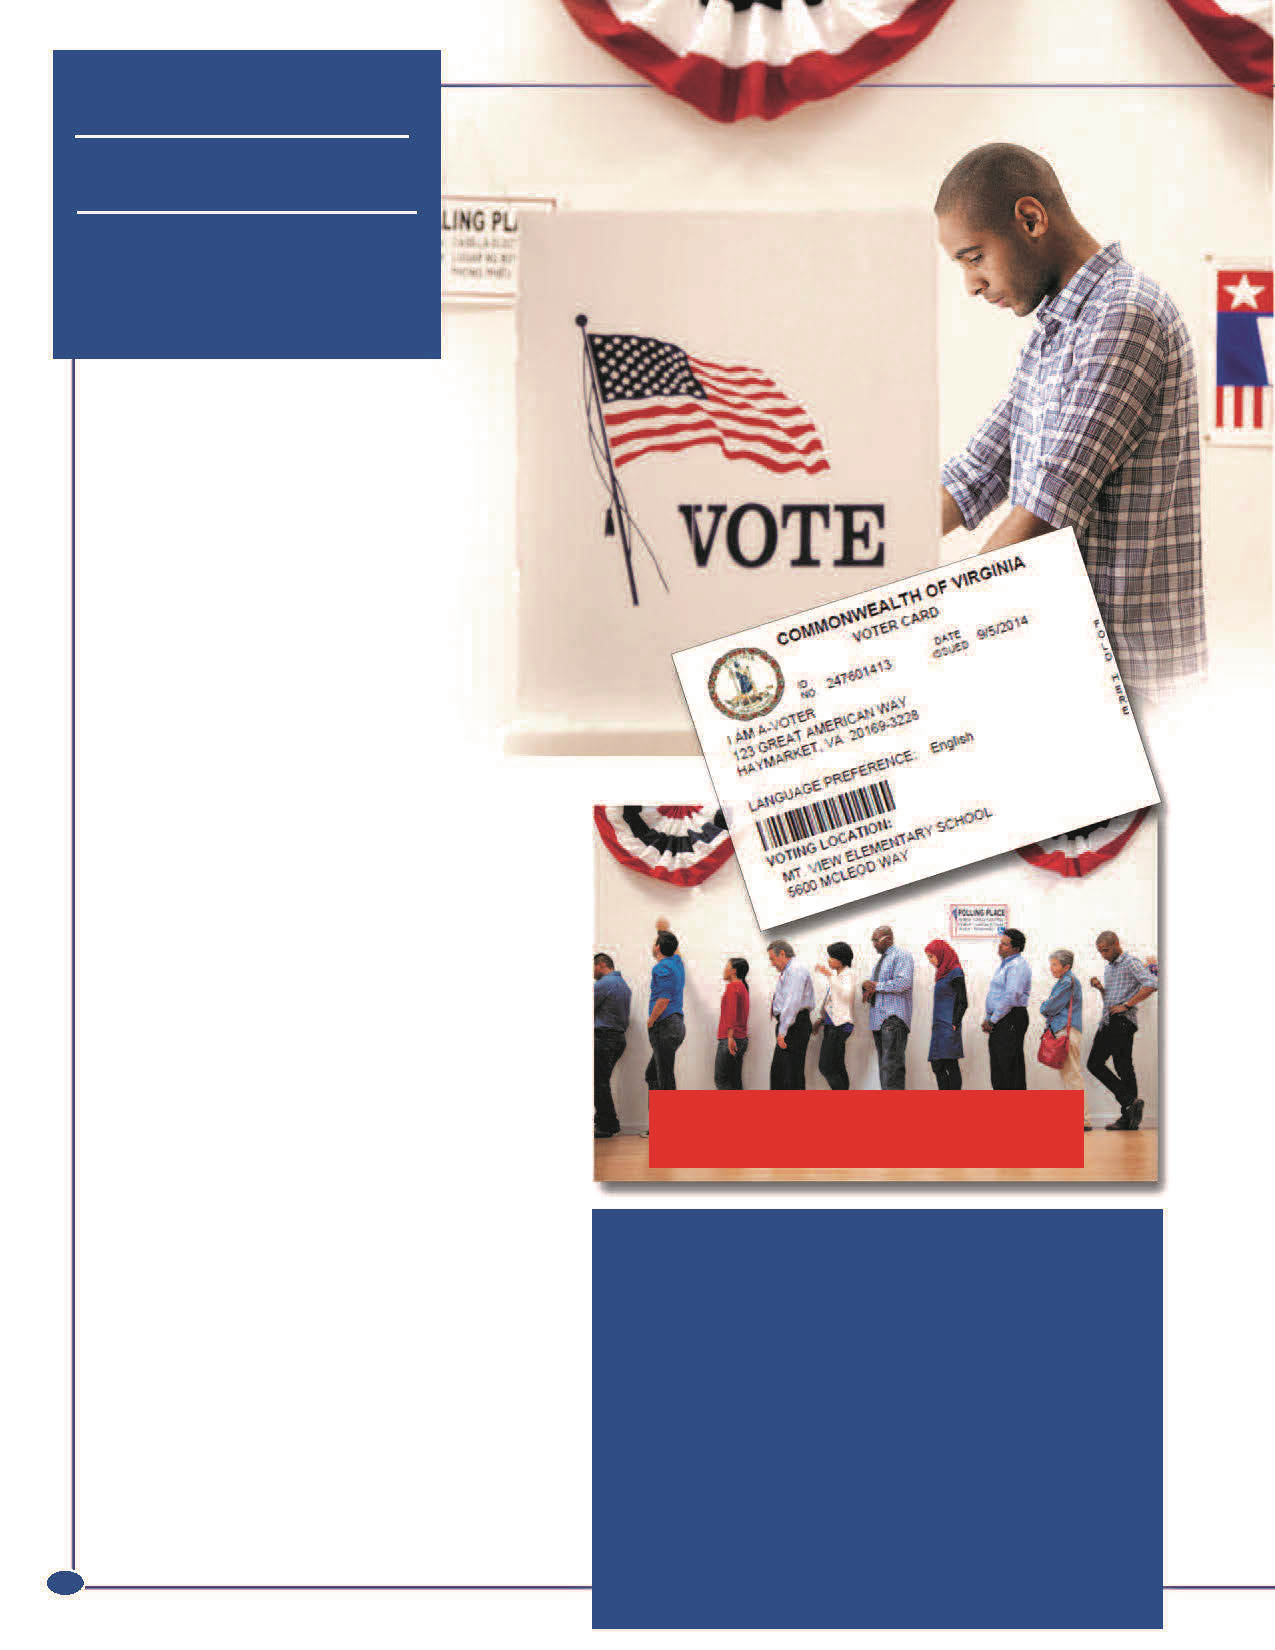 LING PL
VOTE
COMMONWEALTH OF VIRGINIA
VOTER CARD
ID NO 247601413
DATE ISSUED 9/5/2014
I AM A-VOTER
123 GREAT AMERICAN WAY
HAYMARKET, VA 20169-3228
LANGUAGE PREFERENCE: English
VOTING LOCATION:
MT. VIEW ELEMENTARY SCHOOL
5600 MCLEOD WAY
FOLD HERE
POLLING PLACE